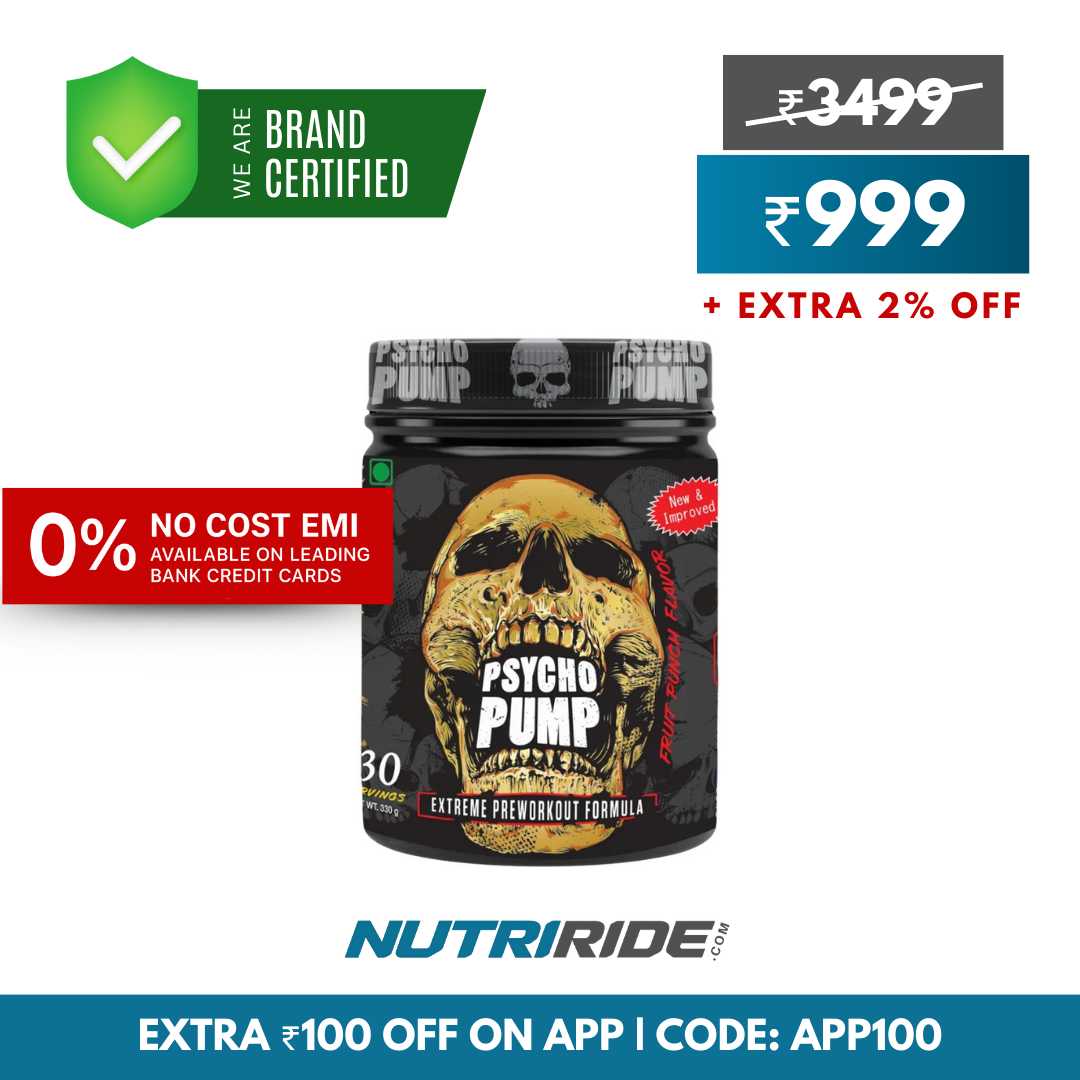 WE ARE
BRAND
CERTIFIED
₹3499
₹999
+ EXTRA 2% OFF
PSYCHO
PUMP
PSYCHO
PUMP
New &
Improved
0%
NO COST EMI
AVAILABLE ON LEADING
BANK CREDIT CARDS
FRUIT PUNCH FLAVOR
PSYCHO
PUMP
30
WT. 330 g
EXTREME PREWORKOUT FORMULA
NUTRIRIDE.COM
EXTRA ₹100 OFF ON APP | CODE: APP100